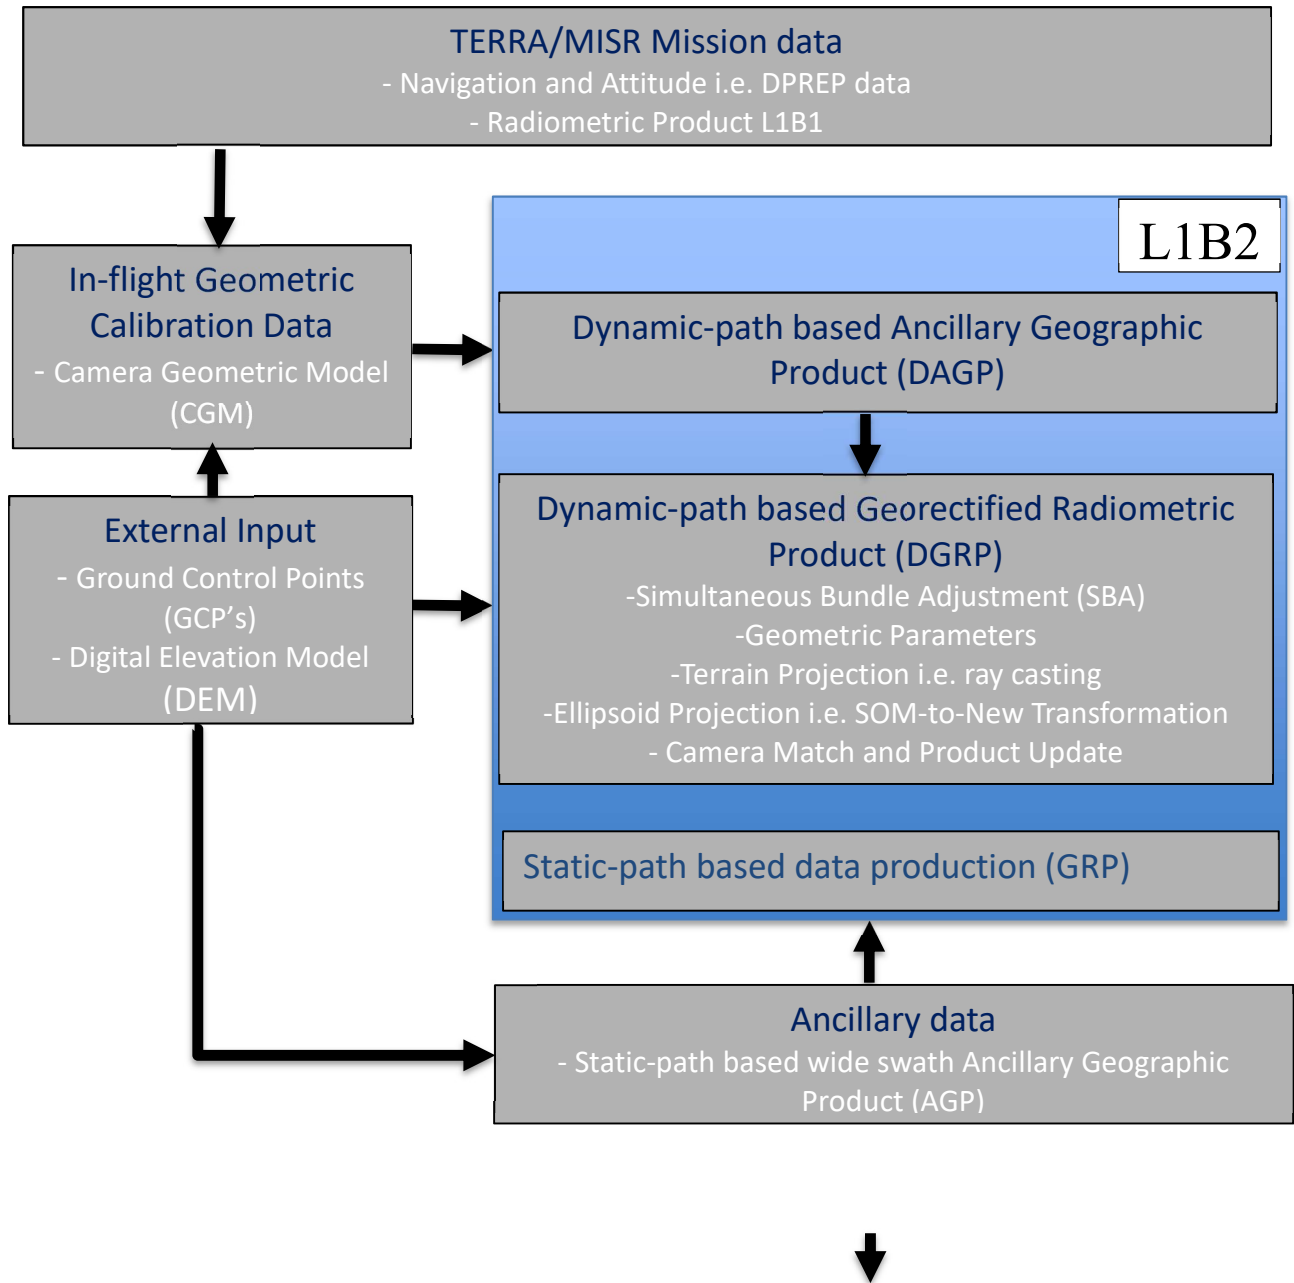 TERRA/MISR Mission data
- Navigation and Attitude i.e. DPREP data
- Radiometric Product L1B1
L1B2
In-flight Geometric
Calibration Data
- Camera Geometric Model
(CGM)
Dynamic-path based Ancillary Geographic
Product (DAGP)
External Input
- Ground Control Points
(GCP's)
- Digital Elevation Model
(DEM)
Dynamic-path based Georectified Radiometric
Product (DGRP)
-Simultaneous Bundle Adjustment (SBA)
-Geometric Parameters
-Terrain Projection i.e. ray casting
-Ellipsoid Projection i.e. SOM-to-New Transformation
- Camera Match and Product Update
Static-path based data production (GRP)
Ancillary data
- Static-path based wide swath Ancillary Geographic
Product (AGP)